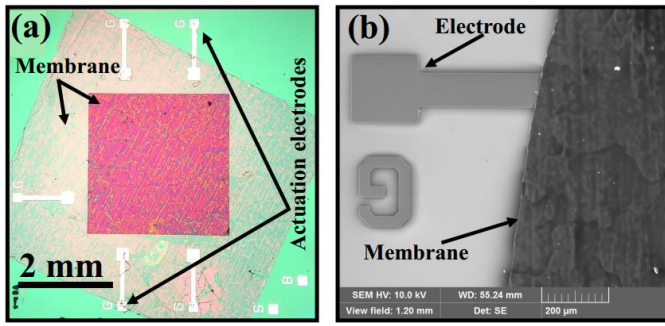 (a)
G
G
Membrane
G
Actuation electrodes
2 mm
G
G
S
B
(b)
Electrode
G
Membrane
SEM HV: 10.0 kV
WD: 55.24 mm
View field: 1.20 mm
Det: SE
200 µm